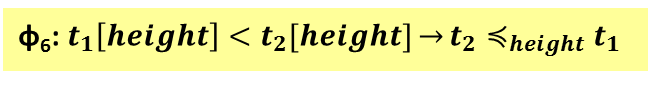 ϕ₆: t₁[height] < t₂[height] → t₂ ≼height t₁